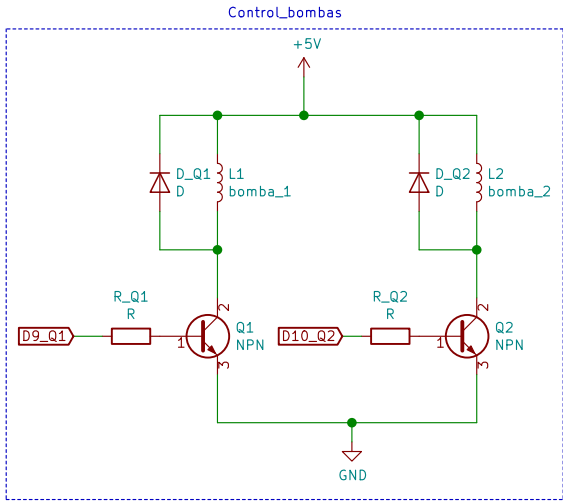 Control_bombas
+5V
D_Q1
D
L1
bomba_1
D_Q2
D
L2
bomba_2
R_Q1
R
D9_Q1
1
2
3
Q1
NPN
R_Q2
R
D10_Q2
1
2
3
Q2
NPN
GND